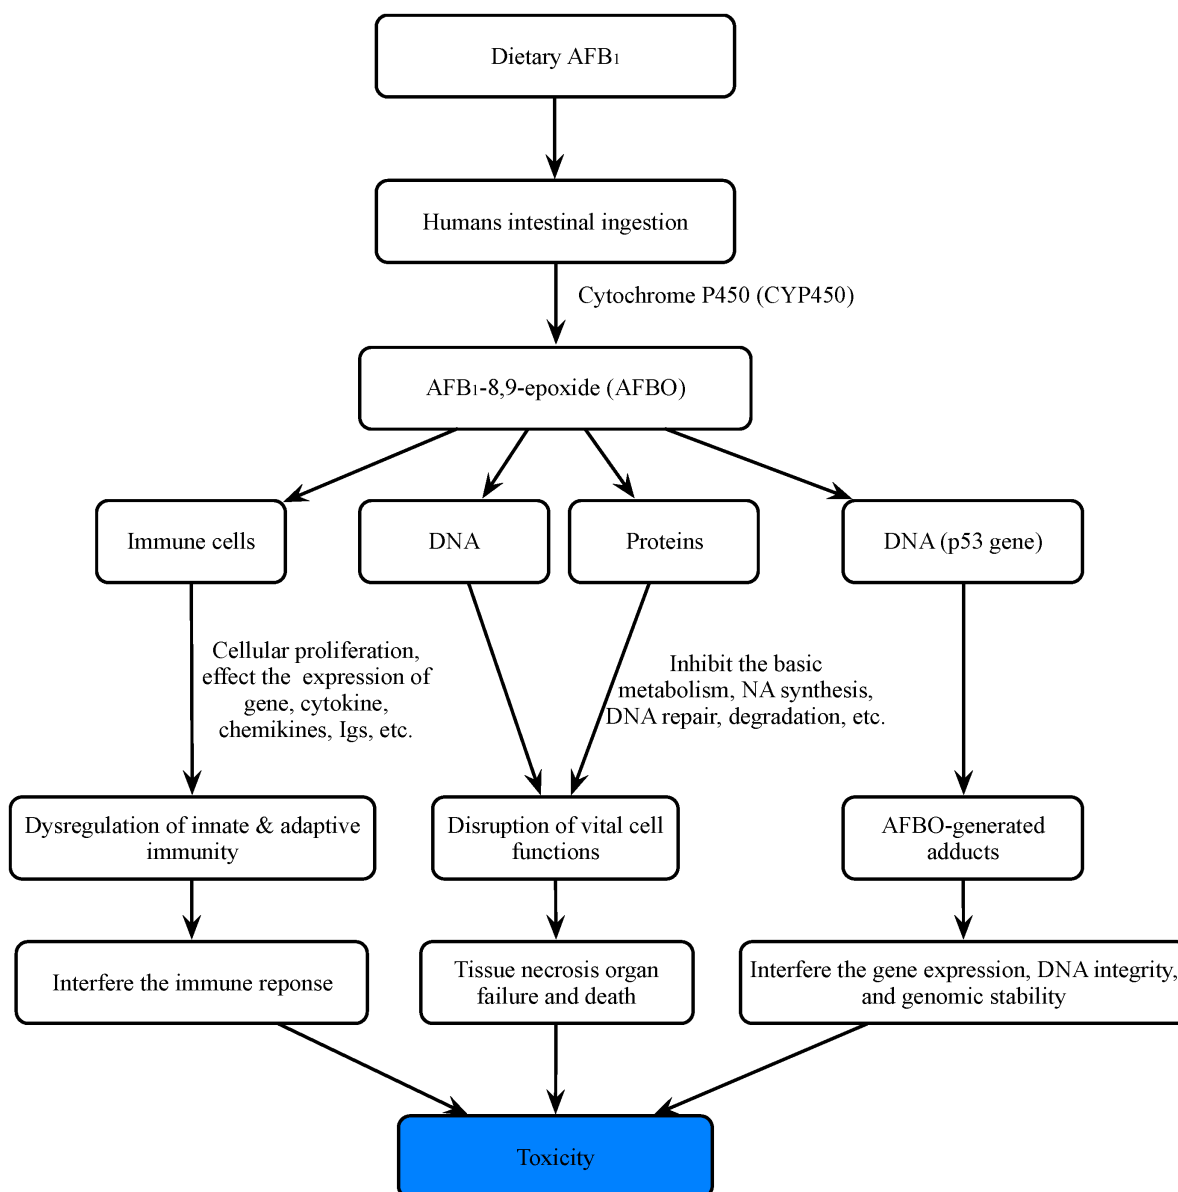 Dietary AFB₁
Humans intestinal ingestion
Cytochrome P450 (CYP450)
AFB₁-8,9-epoxide (AFBO)
Immune cells
DNA
Proteins
DNA (p53 gene)
Cellular proliferation,
effect the expression of
gene, cytokine,
chemikines, Igs, etc.
Inhibit the basic
metabolism, NA synthesis,
DNA repair, degradation, etc.
Dysregulation of innate & adaptive
immunity
Disruption of vital cell
functions
AFBO-generated
adducts
Interfere the immune reponse
Tissue necrosis organ
failure and death
Interfere the gene expression, DNA integrity,
and genomic stability
Toxicity